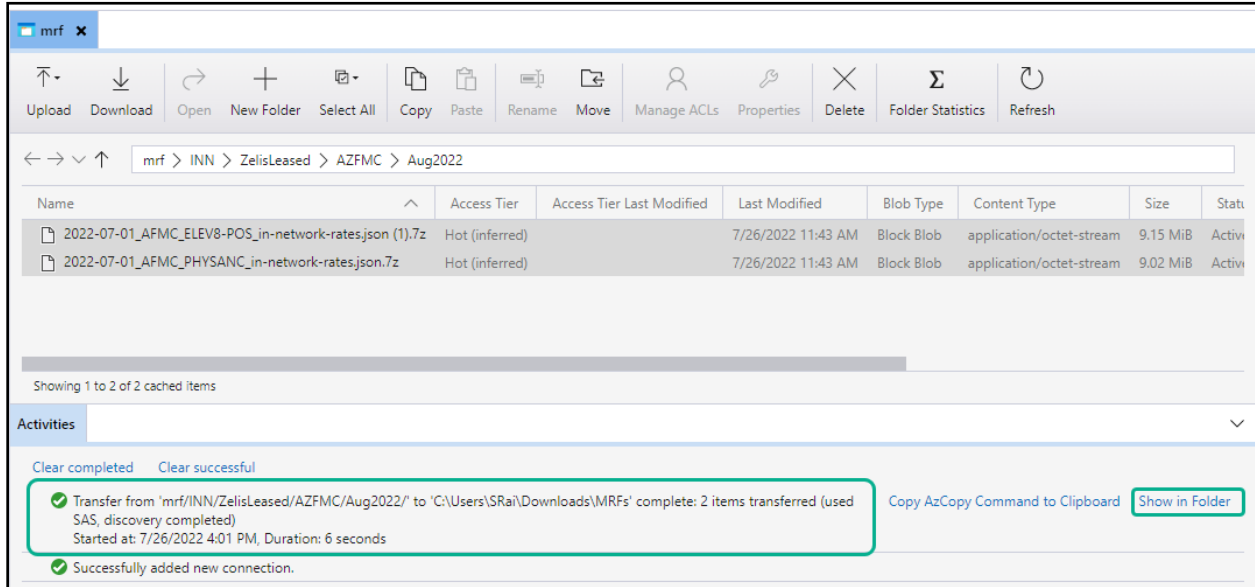 mrf
Upload Download Open New Folder Select All Copy Paste Rename Move Manage ACLs Properties Delete Folder Statistics Refresh
mrf > INN > ZelisLeased > AZFMC > Aug2022
Name Access Tier Access Tier Last Modified Last Modified Blob Type Content Type Size Statu
2022-07-01_AFMC_ELEV8-POS_in-network-rates.json (1).7z Hot (inferred) 7/26/2022 11:43 AM Block Blob application/octet-stream 9.15 MiB Active
2022-07-01_AFMC_PHYSANC_in-network-rates.json.7z Hot (inferred) 7/26/2022 11:43 AM Block Blob application/octet-stream 9.02 MiB Active
Showing 1 to 2 of 2 cached items
Activities
Clear completed Clear successful
Transfer from 'mrf/INN/ZelisLeased/AZFMC/Aug2022/' to 'C:\Users\SRai\Downloads\MRFs' complete: 2 items transferred (used Copy AzCopy Command to Clipboard Show in Folder
SAS, discovery completed)
Started at: 7/26/2022 4:01 PM, Duration: 6 seconds
Successfully added new connection.